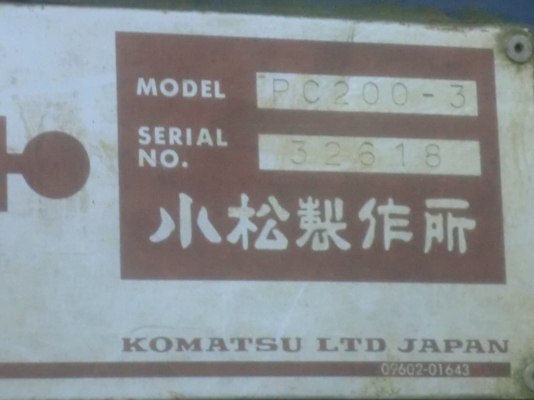 MODEL PC200-3
SERIAL NO. 32618
小松製作所
KOMATSU LTD JAPAN
09602-01643